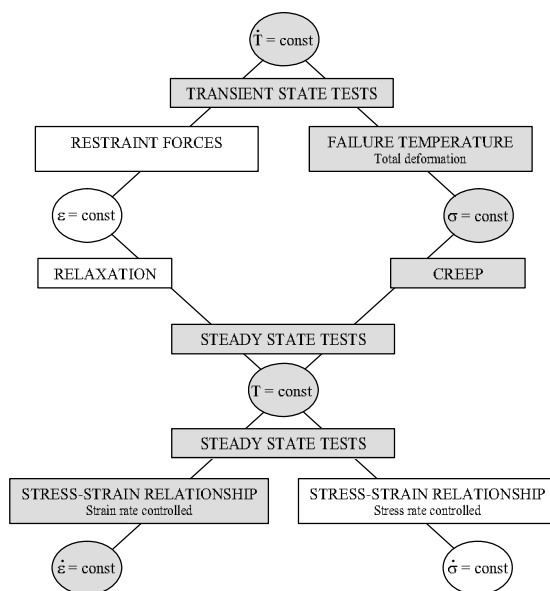 Ṫ = const
TRANSIENT STATE TESTS
RESTRAINT FORCES
FAILURE TEMPERATURE
Total deformation
ε = const
σ = const
RELAXATION
CREEP
STEADY STATE TESTS
T = const
STEADY STATE TESTS
STRESS-STRAIN RELATIONSHIP
Strain rate controlled
STRESS-STRAIN RELATIONSHIP
Stress rate controlled
ε̇ = const
σ̇ = const